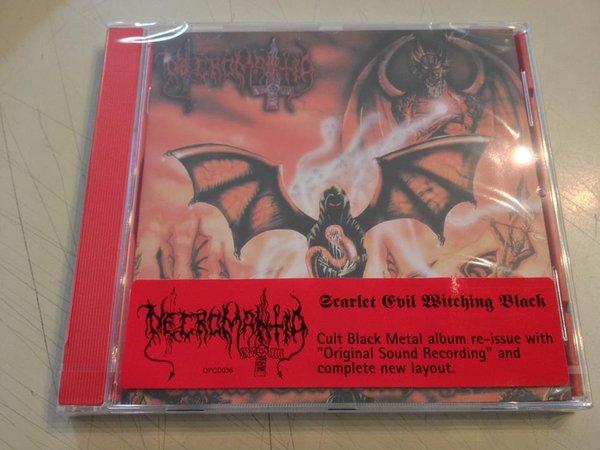 NECROMANTIA
NECROMANTIA
OPCD036
Scarlet Evil Witching Black
Cult Black Metal album re-issue with
"Original Sound Recording" and
complete new layout.